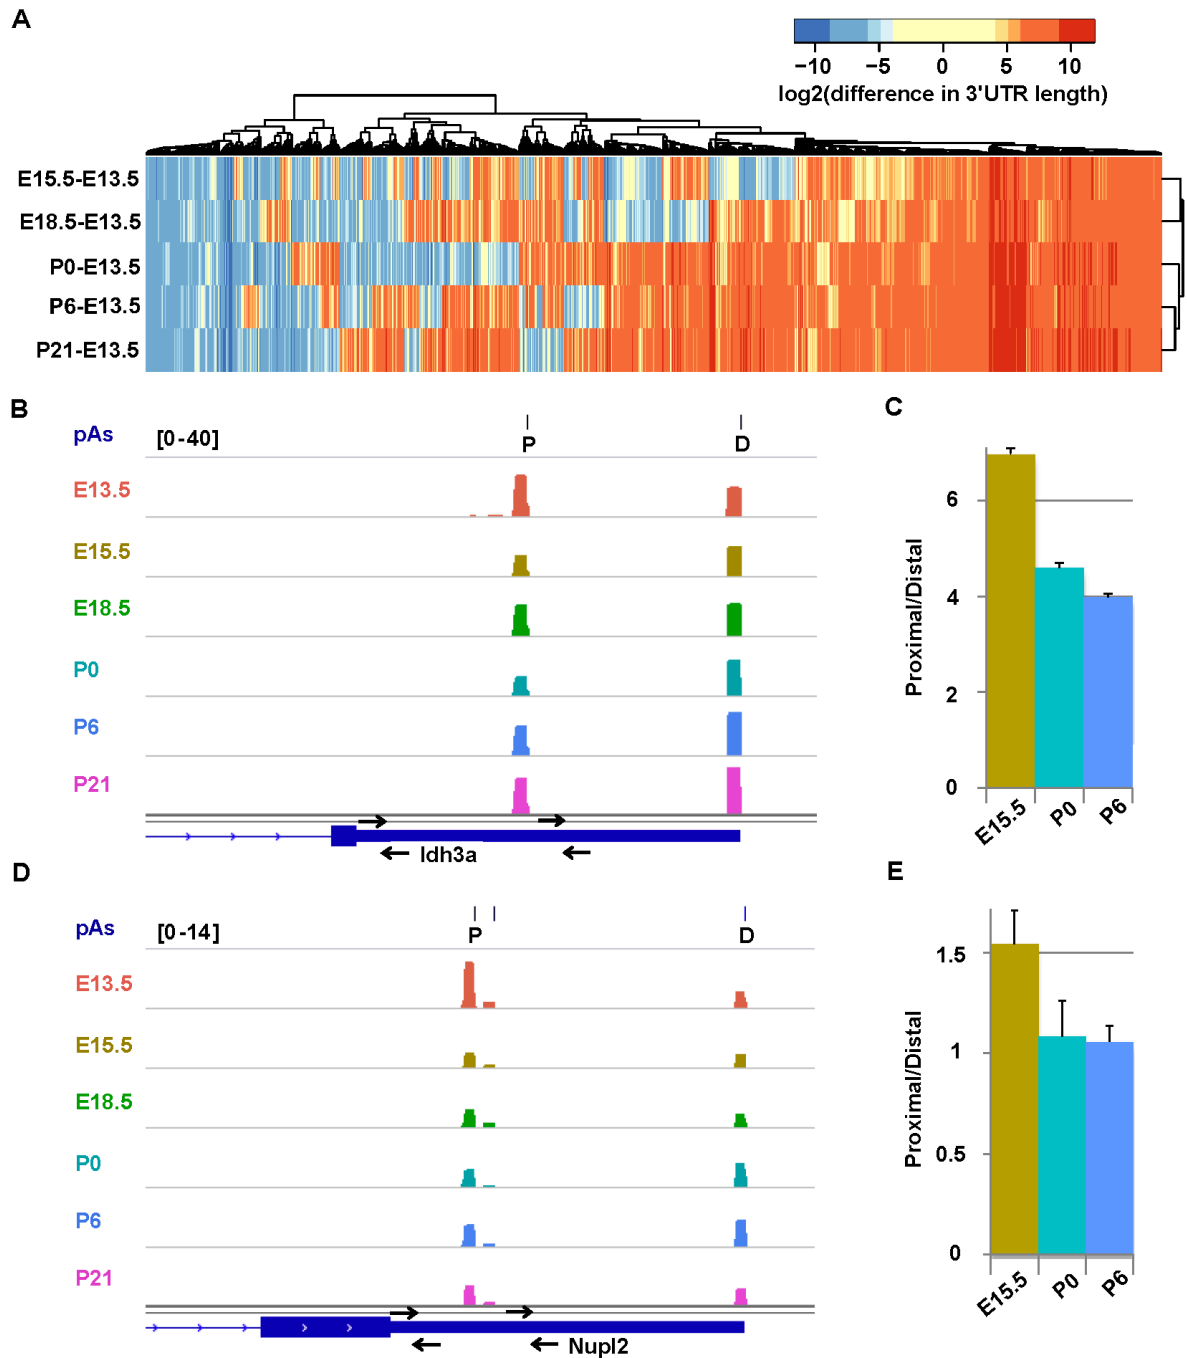 A
−10 −5 0 5 10
log2(difference in 3'UTR length)
E15.5-E13.5
E18.5-E13.5
P0-E13.5
P6-E13.5
P21-E13.5
B
pAs [0-40] P D
E13.5
E15.5
E18.5
P0
P6
P21
Idh3a
C
Proximal/Distal
6
4
2
0
E15.5 P0 P6
D
pAs [0-14] P D
E13.5
E15.5
E18.5
P0
P6
P21
Nupl2
E
Proximal/Distal
1.5
1
0.5
0
E15.5 P0 P6